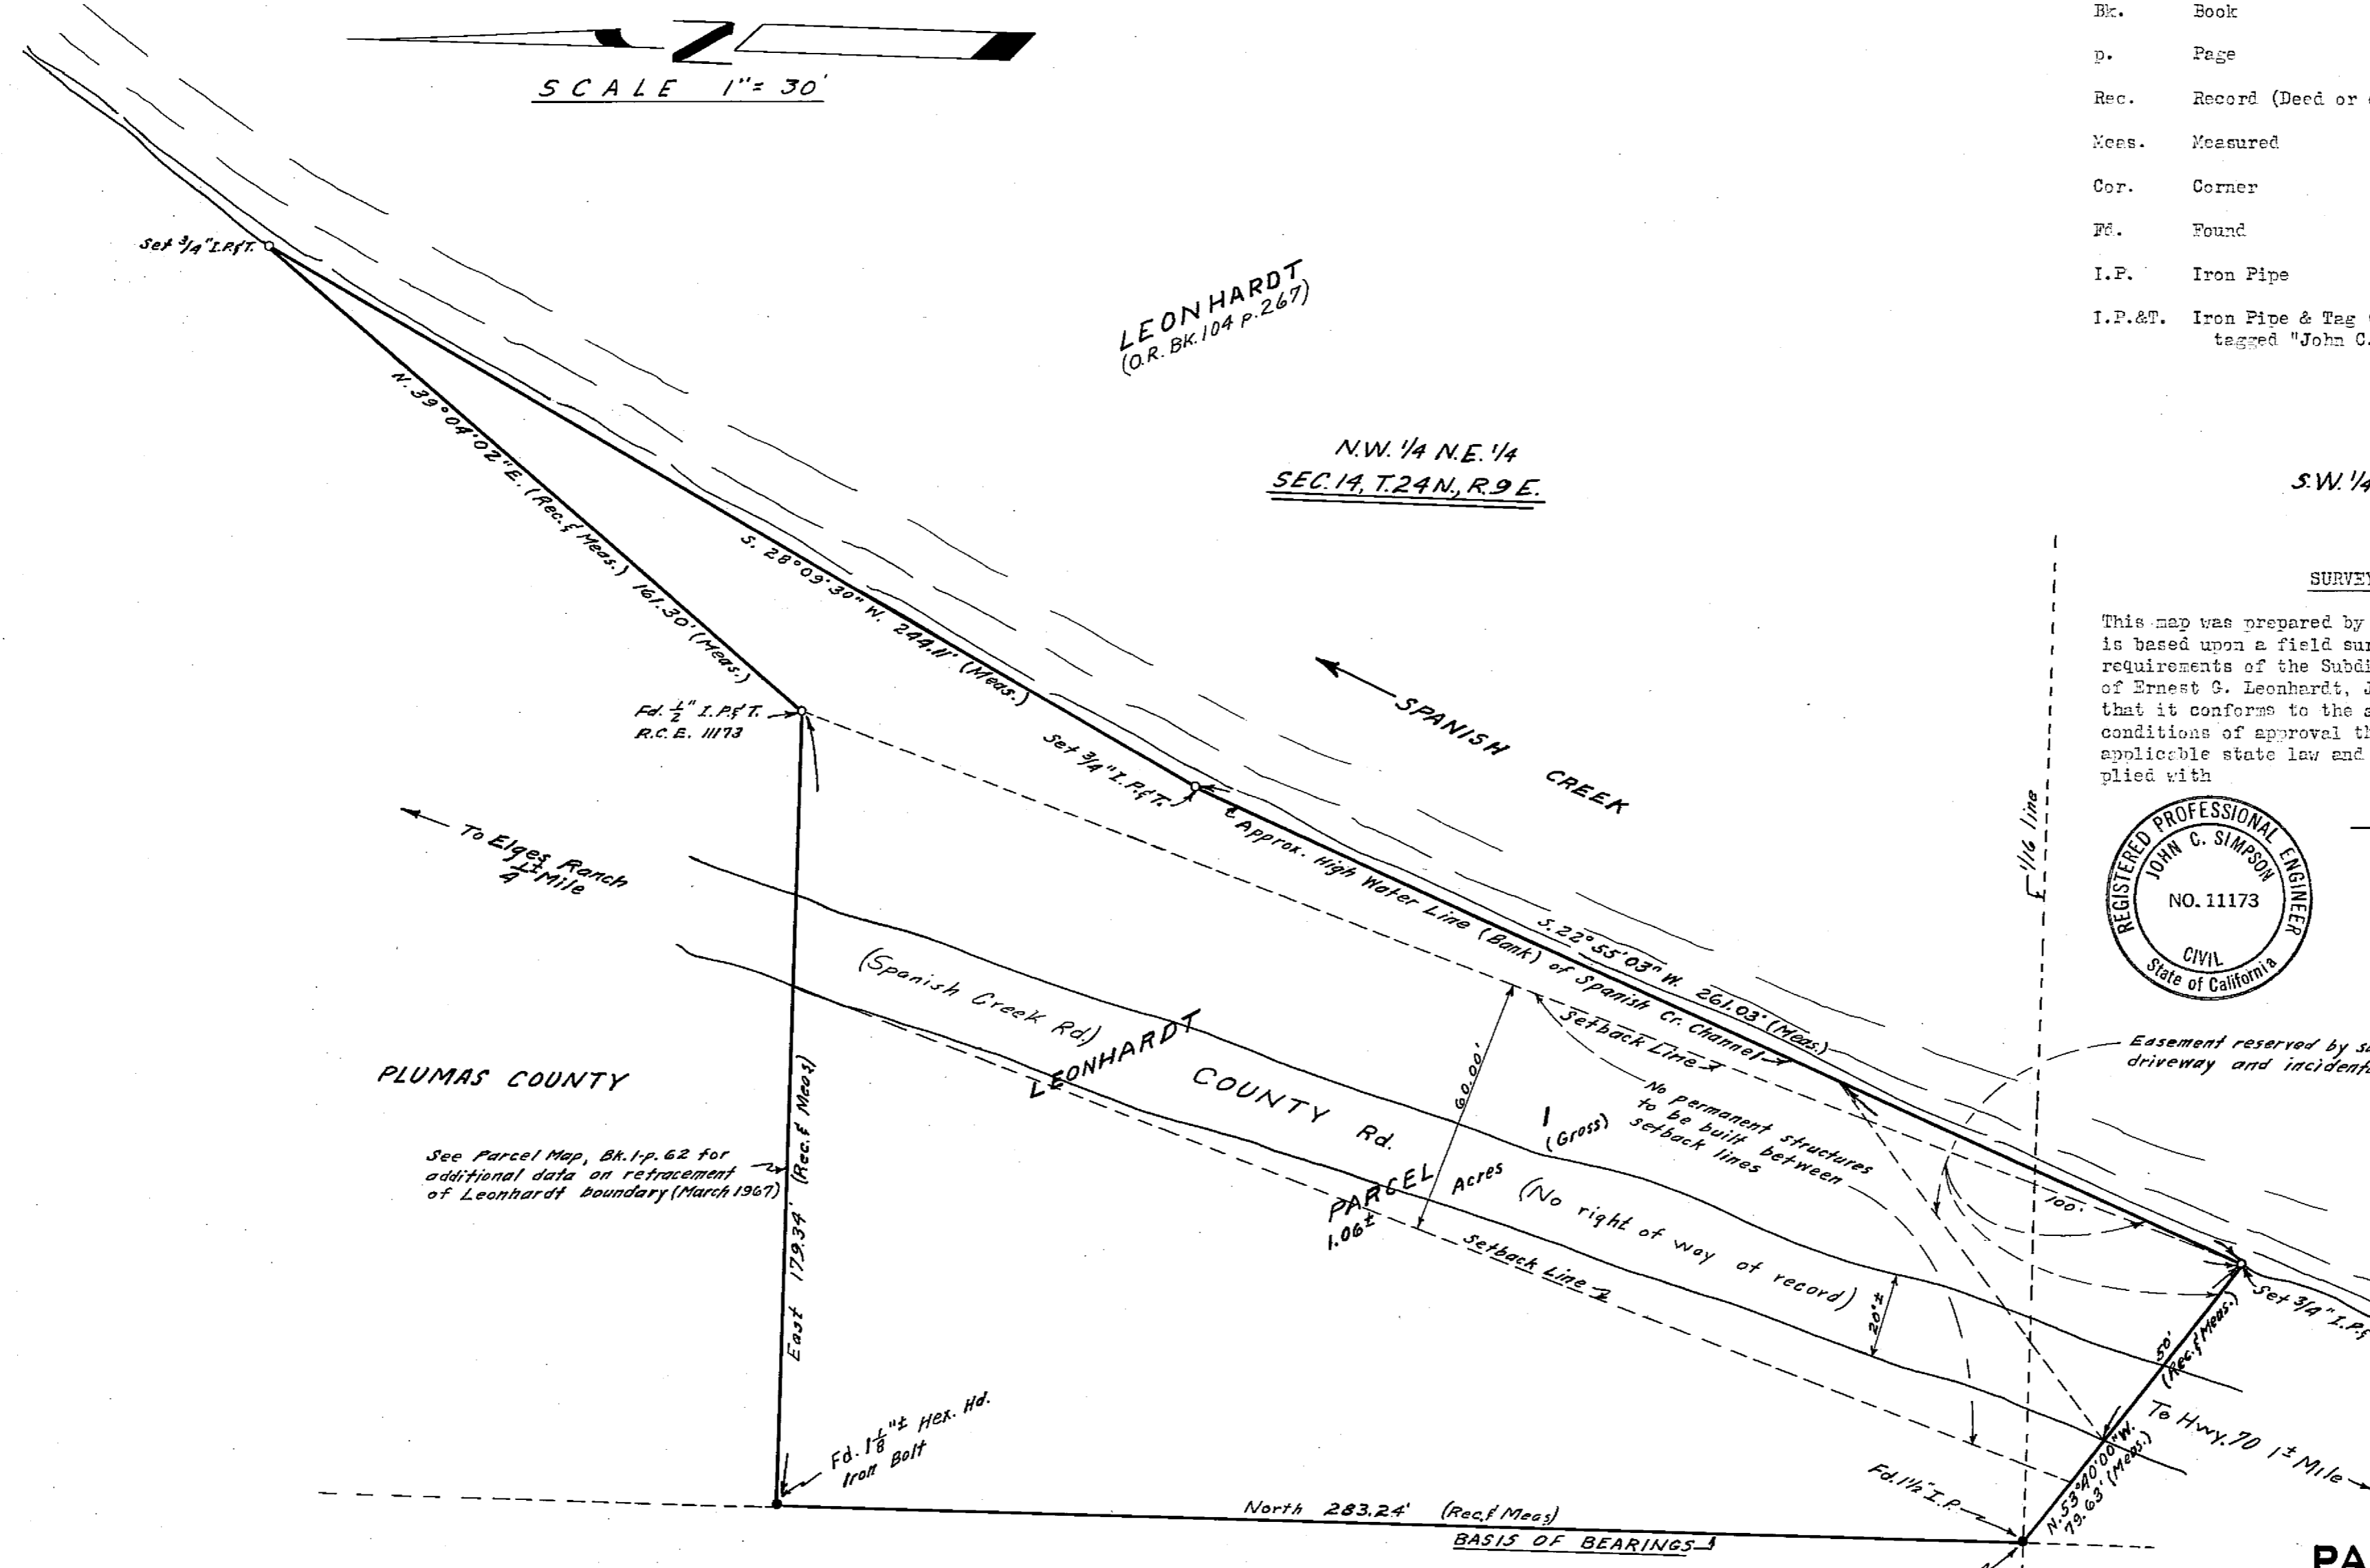 N
SCALE 1"= 30'
Bk. Book
p. Page
Rec. Record (Deed or
Meas. Measured
Cor. Corner
Fd. Found
I.P. Iron Pipe
I.P.&T. Iron Pipe & Tag
tagged "John C.
Set 3/4" I.P.&T.
LEONHARDT
(O.R. BK. 104 P. 267)
N.W. 1/4 N.E. 1/4
SEC. 14, T.24N., R.9E.
S.W. 1/4
N. 39°04'02" E. (Rec. & Meas.) 161.30' (Meas.)
S. 28°09'30" W. 244.11' (Meas.)
SURVEY
This map was prepared by
is based upon a field sur
requirements of the Subdi
of Ernest G. Leonhardt, J
that it conforms to the a
conditions of approval th
applicable state law and
plied with
REGISTERED PROFESSIONAL ENGINEER
JOHN C. SIMPSON
NO. 11173
CIVIL
State of California
Fd. 1/2" I.P.&T.
R.C.E. 11173
Set 3/4" I.P.&T.
SPANISH CREEK
1/16 line
To Elges Ranch
1/4± Mile
Approx. High Water Line (Bank) of Spanish Cr. Channel
S. 22°55'03" W. 261.03' (Meas.)
(Spanish Creek Rd.)
Setback Line
60.00'
No permanent structures
to be built between
setback lines
Easement reserved by
driveway and incident
PLUMAS COUNTY
LEONHARDT
COUNTY Rd.
(No right of way of record)
PARCEL 1
1.06± Acres (Gross)
See Parcel Map, Bk. 1-p. 62 for
additional data on retracement
of Leonhardt boundary (March 1967)
East 179.34' (Rec. & Meas)
Setback Line
100'
20'±
Set 3/4" I.P.&
50'
(Rec. & Meas.)
To Hwy. 70 1± Mile
N. 53°40'00" W.
79.63' (Meas.)
Fd. 1 1/2" I.P.
Fd. 1 1/8"± Hex. Hd.
Iron Bolt
North 283.24' (Rec. & Meas)
BASIS OF BEARINGS
PA